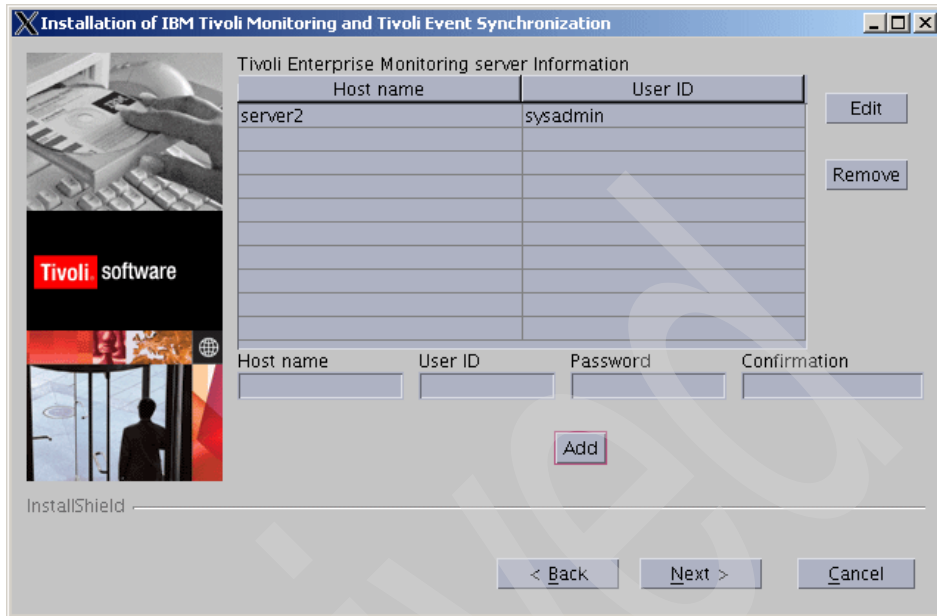 Installation of IBM Tivoli Monitoring and Tivoli Event Synchronization
Tivoli Enterprise Monitoring server Information
Host name User ID
server2 sysadmin
Edit
Remove
Tivoli. software
Host name User ID Password Confirmation
Add
InstallShield
< Back Next > Cancel